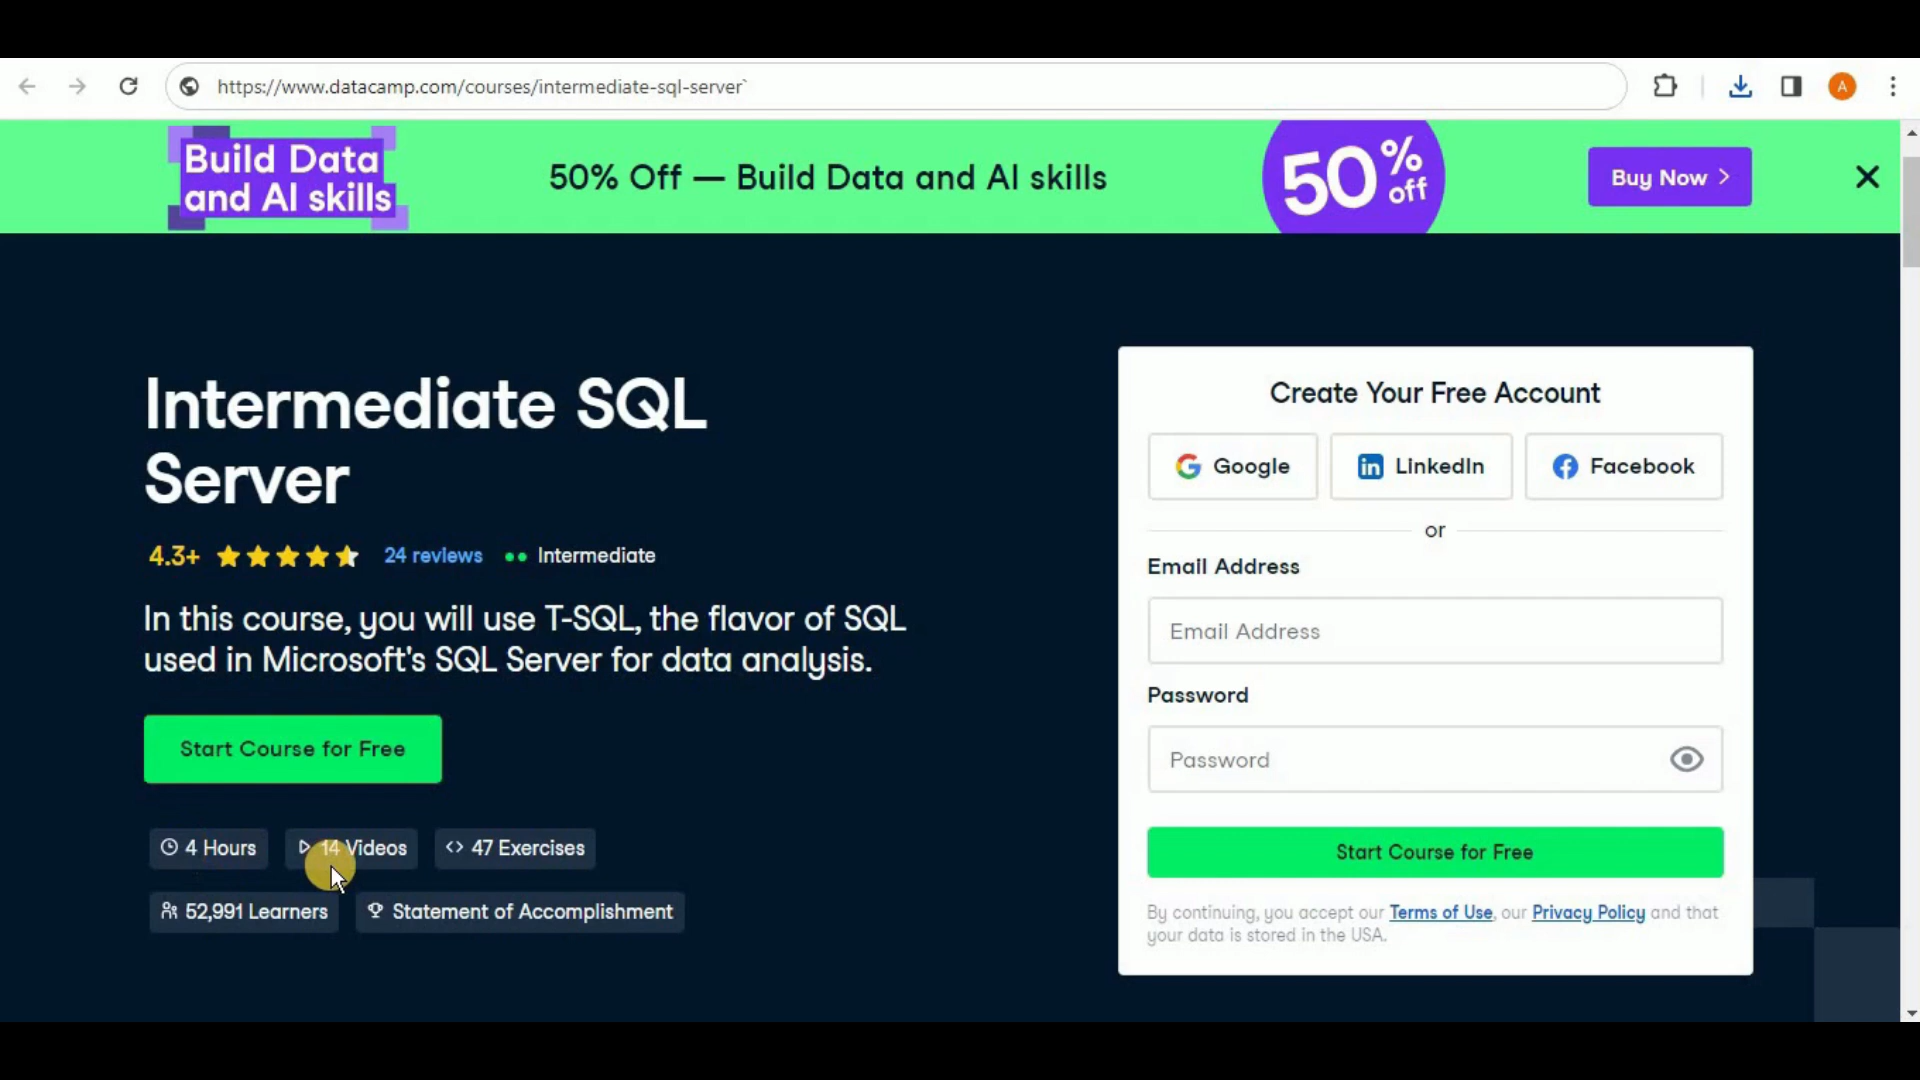 https://www.datacamp.com/courses/intermediate-sql-server`
A
Build Data
and AI skills
50% Off — Build Data and AI skills
50% off
Buy Now
Intermediate SQL
Server
4.3+
24 reviews
Intermediate
In this course, you will use T-SQL, the flavor of SQL
used in Microsoft's SQL Server for data analysis.
Start Course for Free
4 Hours
14 Videos
47 Exercises
52,991 Learners
Statement of Accomplishment
Create Your Free Account
Google
LinkedIn
Facebook
or
Email Address
Email Address
Password
Password
Start Course for Free
By continuing, you accept our Terms of Use, our Privacy Policy and that
your data is stored in the USA.